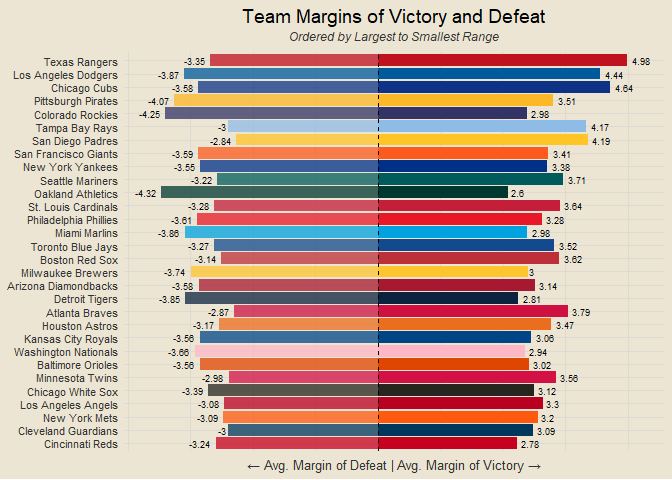 Team Margins of Victory and Defeat
Ordered by Largest to Smallest Range
Texas Rangers -3.35 4.98
Los Angeles Dodgers -3.87 4.44
Chicago Cubs -3.58 4.64
Pittsburgh Pirates -4.07 3.51
Colorado Rockies -4.25 2.98
Tampa Bay Rays -3 4.17
San Diego Padres -2.84 4.19
San Francisco Giants -3.59 3.41
New York Yankees -3.55 3.38
Seattle Mariners -3.22 3.71
Oakland Athletics -4.32 2.6
St. Louis Cardinals -3.28 3.64
Philadelphia Phillies -3.61 3.28
Miami Marlins -3.86 2.98
Toronto Blue Jays -3.27 3.52
Boston Red Sox -3.14 3.62
Milwaukee Brewers -3.74 3
Arizona Diamondbacks -3.58 3.14
Detroit Tigers -3.85 2.81
Atlanta Braves -2.87 3.79
Houston Astros -3.17 3.47
Kansas City Royals -3.56 3.06
Washington Nationals -3.66 2.94
Baltimore Orioles -3.56 3.02
Minnesota Twins -2.98 3.56
Chicago White Sox -3.39 3.12
Los Angeles Angels -3.08 3.3
New York Mets -3.09 3.2
Cleveland Guardians -3 3.09
Cincinnati Reds -3.24 2.78
← Avg. Margin of Defeat | Avg. Margin of Victory →